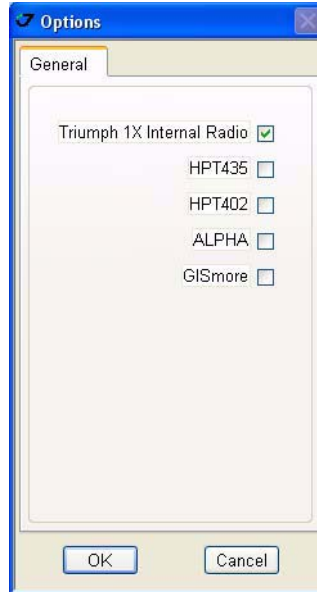 Options
General
Triumph 1X Internal Radio
HPT435
HPT402
ALPHA
GISmore
OK
Cancel